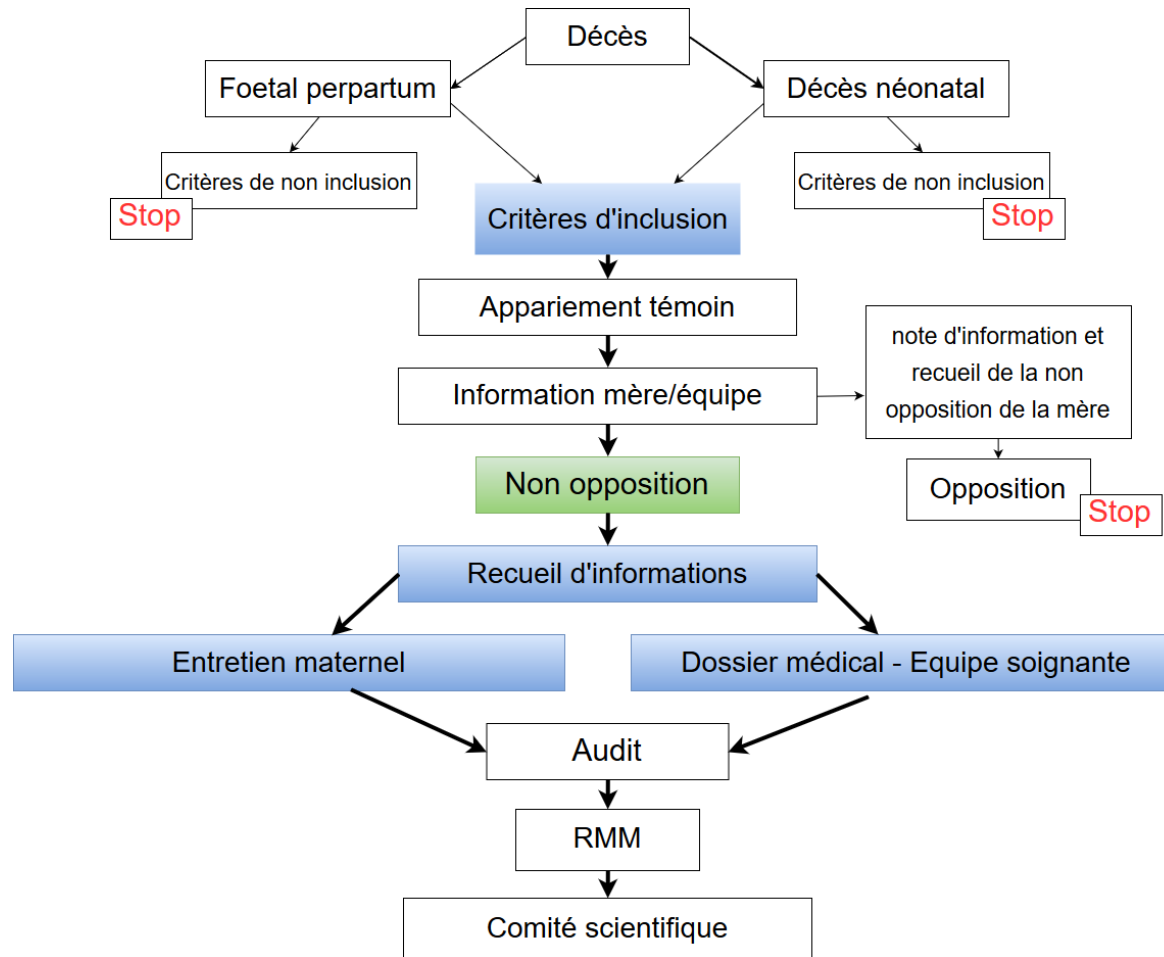 Décès
Foetal perpartum
Décès néonatal
Critères de non inclusion
Stop
Critères de non inclusion
Stop
Critères d'inclusion
Appariement témoin
Information mère/équipe
note d'information et
recueil de la non
opposition de la mère
Non opposition
Opposition
Stop
Recueil d'informations
Entretien maternel
Dossier médical - Equipe soignante
Audit
RMM
Comité scientifique